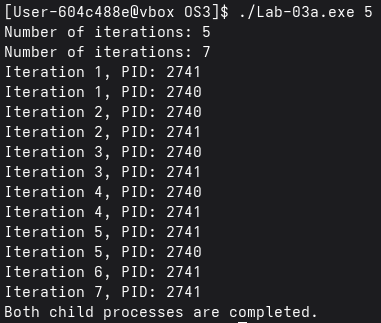 [User-604c488e@vbox OS3]$ ./Lab-03a.exe 5
Number of iterations: 5
Number of iterations: 7
Iteration 1, PID: 2741
Iteration 1, PID: 2740
Iteration 2, PID: 2740
Iteration 2, PID: 2741
Iteration 3, PID: 2740
Iteration 3, PID: 2741
Iteration 4, PID: 2740
Iteration 4, PID: 2741
Iteration 5, PID: 2741
Iteration 5, PID: 2740
Iteration 6, PID: 2741
Iteration 7, PID: 2741
Both child processes are completed.